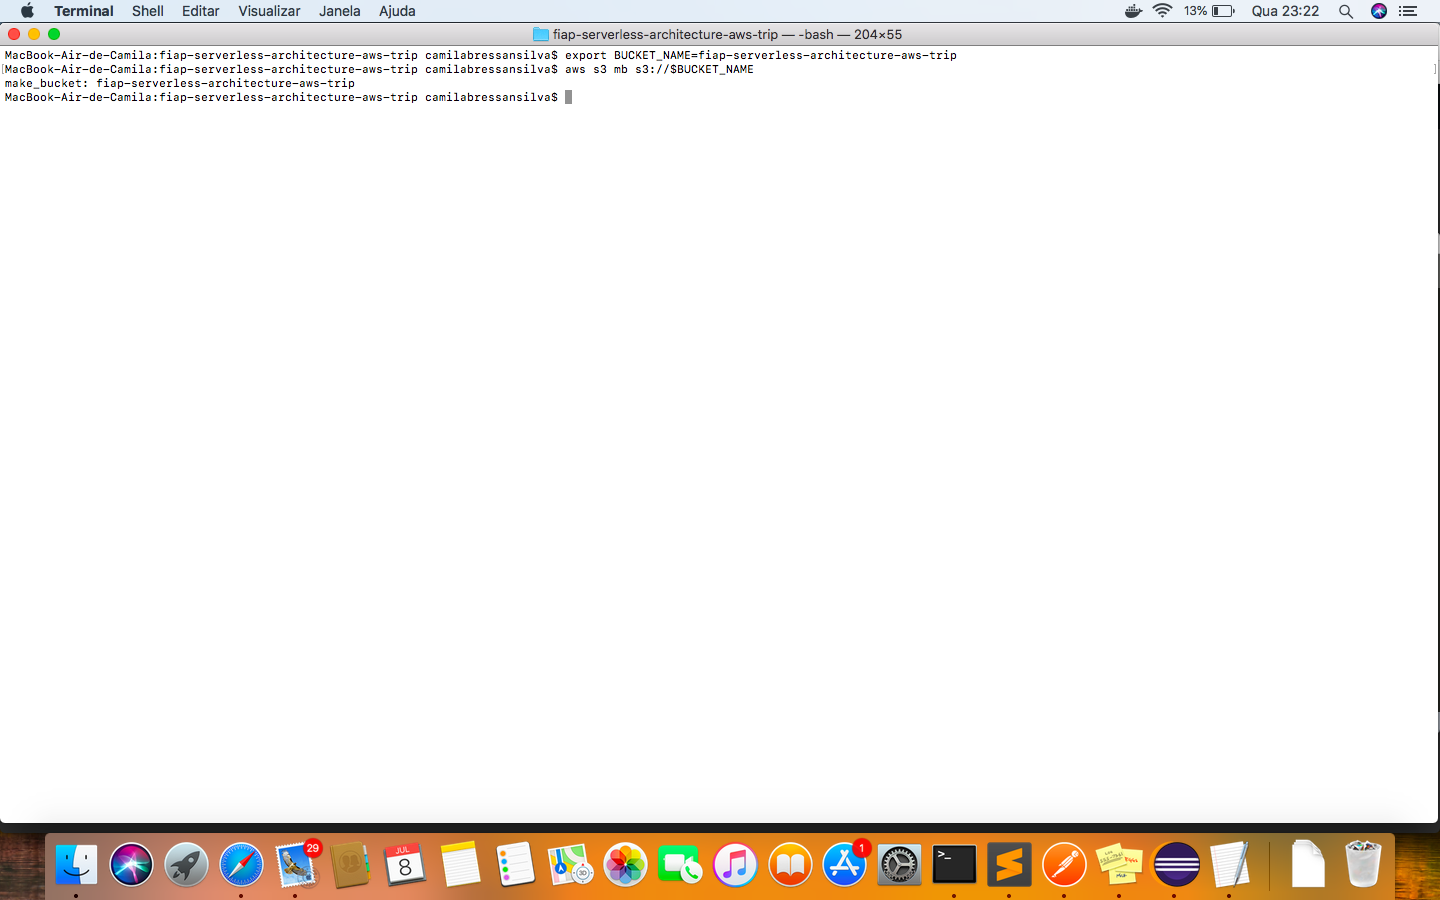 Terminal Shell Editar Visualizar Janela Ajuda 13% Qua 23:22
fiap-serverless-architecture-aws-trip — -bash — 204×55
MacBook-Air-de-Camila:fiap-serverless-architecture-aws-trip camilabressansilva$ export BUCKET_NAME=fiap-serverless-architecture-aws-trip
[MacBook-Air-de-Camila:fiap-serverless-architecture-aws-trip camilabressansilva$ aws s3 mb s3://$BUCKET_NAME ]
make_bucket: fiap-serverless-architecture-aws-trip
MacBook-Air-de-Camila:fiap-serverless-architecture-aws-trip camilabressansilva$
29
JUL
8
3D
1
>_